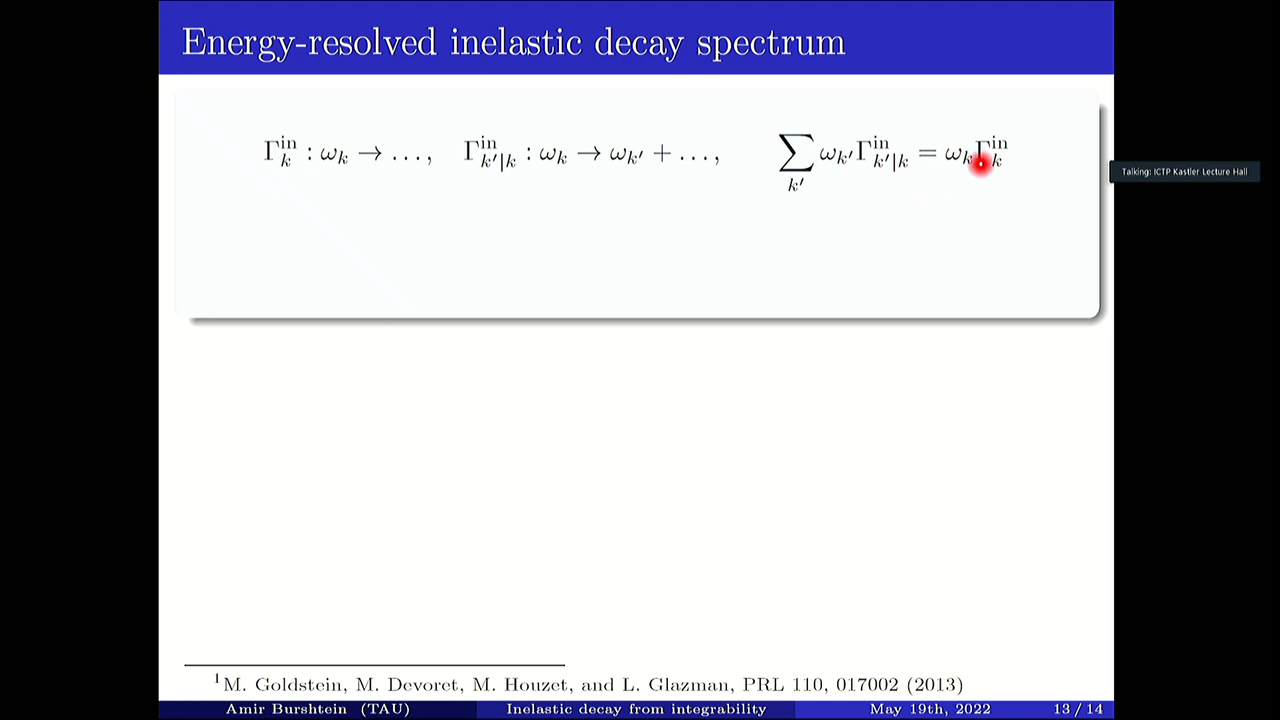 Energy-resolved inelastic decay spectrum
Γ_k^in : ω_k → …, Γ_{k′|k}^in : ω_k → ω_{k′} + …, ∑_{k′} ω_{k′} Γ_{k′|k}^in = ω_k Γ_k^in
Talking: ICTP Kastler Lecture Hall
¹M. Goldstein, M. Devoret, M. Houzet, and L. Glazman, PRL 110, 017002 (2013)
Amir Burshtein (TAU) Inelastic decay from integrability May 19th, 2022 13 / 14